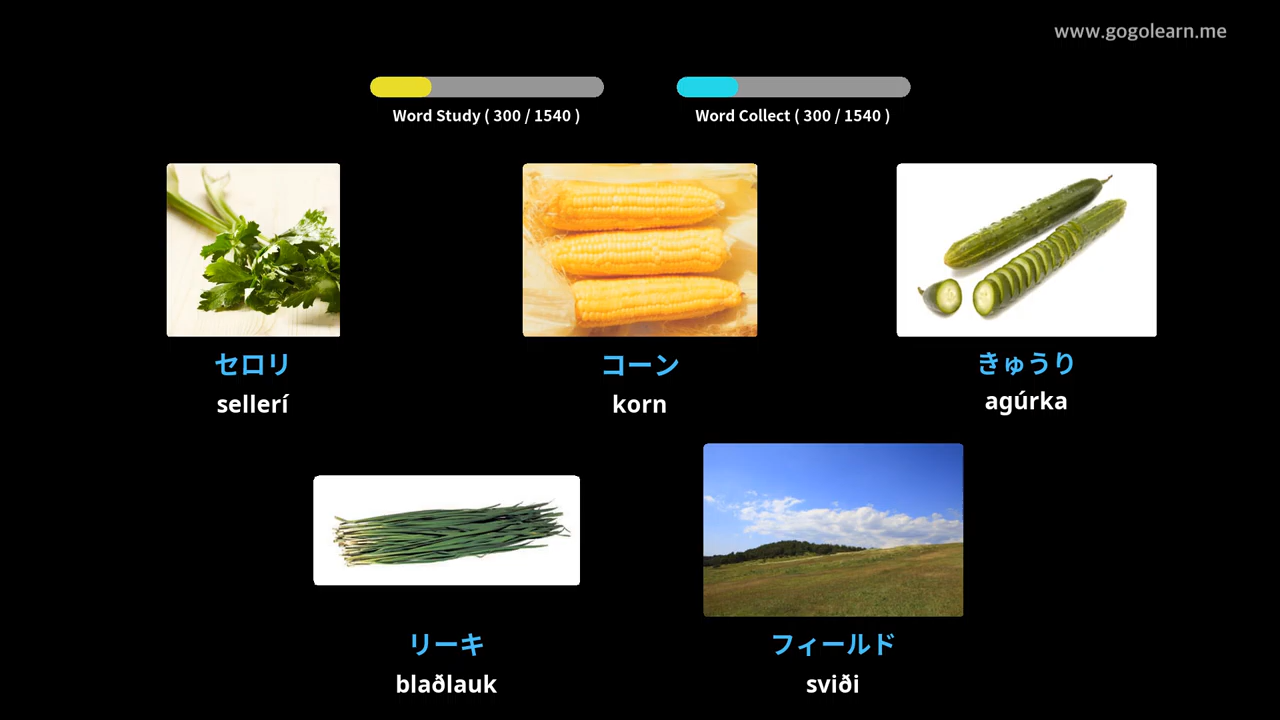 www.gogolearn.me
Word Study ( 300 / 1540 )
Word Collect ( 300 / 1540 )
セロリ
sellerí
コーン
korn
きゅうり
agúrka
リーキ
blaðlauk
フィールド
sviði